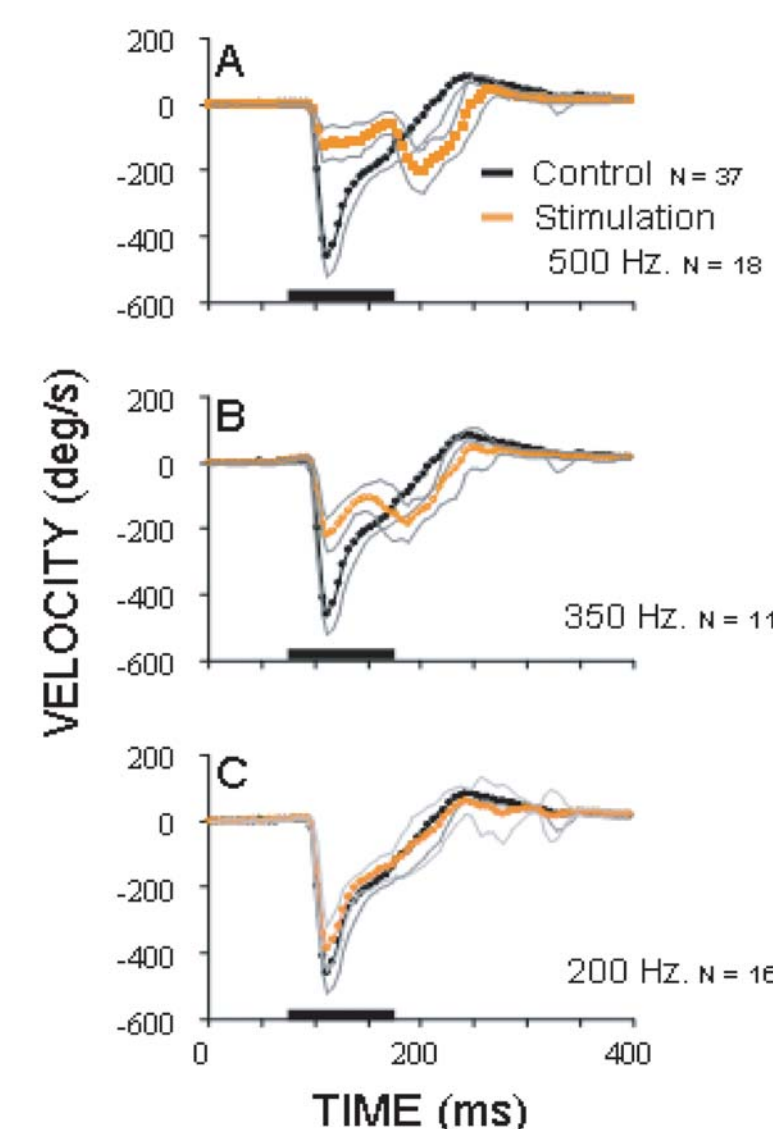 VELOCITY (deg/s)
A
200
0
-200
-400
-600
Control N = 37
Stimulation
500 Hz. N = 18
B
200
0
-200
-400
-600
350 Hz. N = 11
C
200
0
-200
-400
-600
200 Hz. N = 16
0 200 400
TIME (ms)